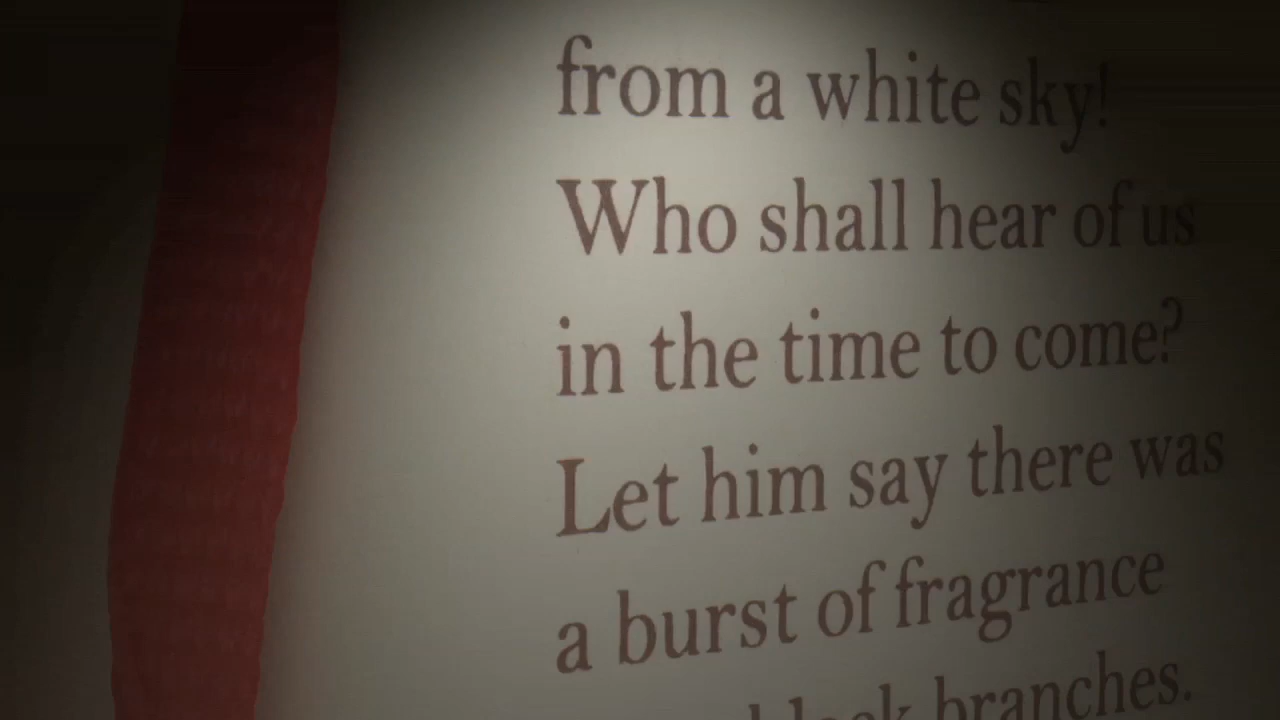 from a white sky!
Who shall hear of us
in the time to come?
Let him say there was
a burst of fragrance
branches.